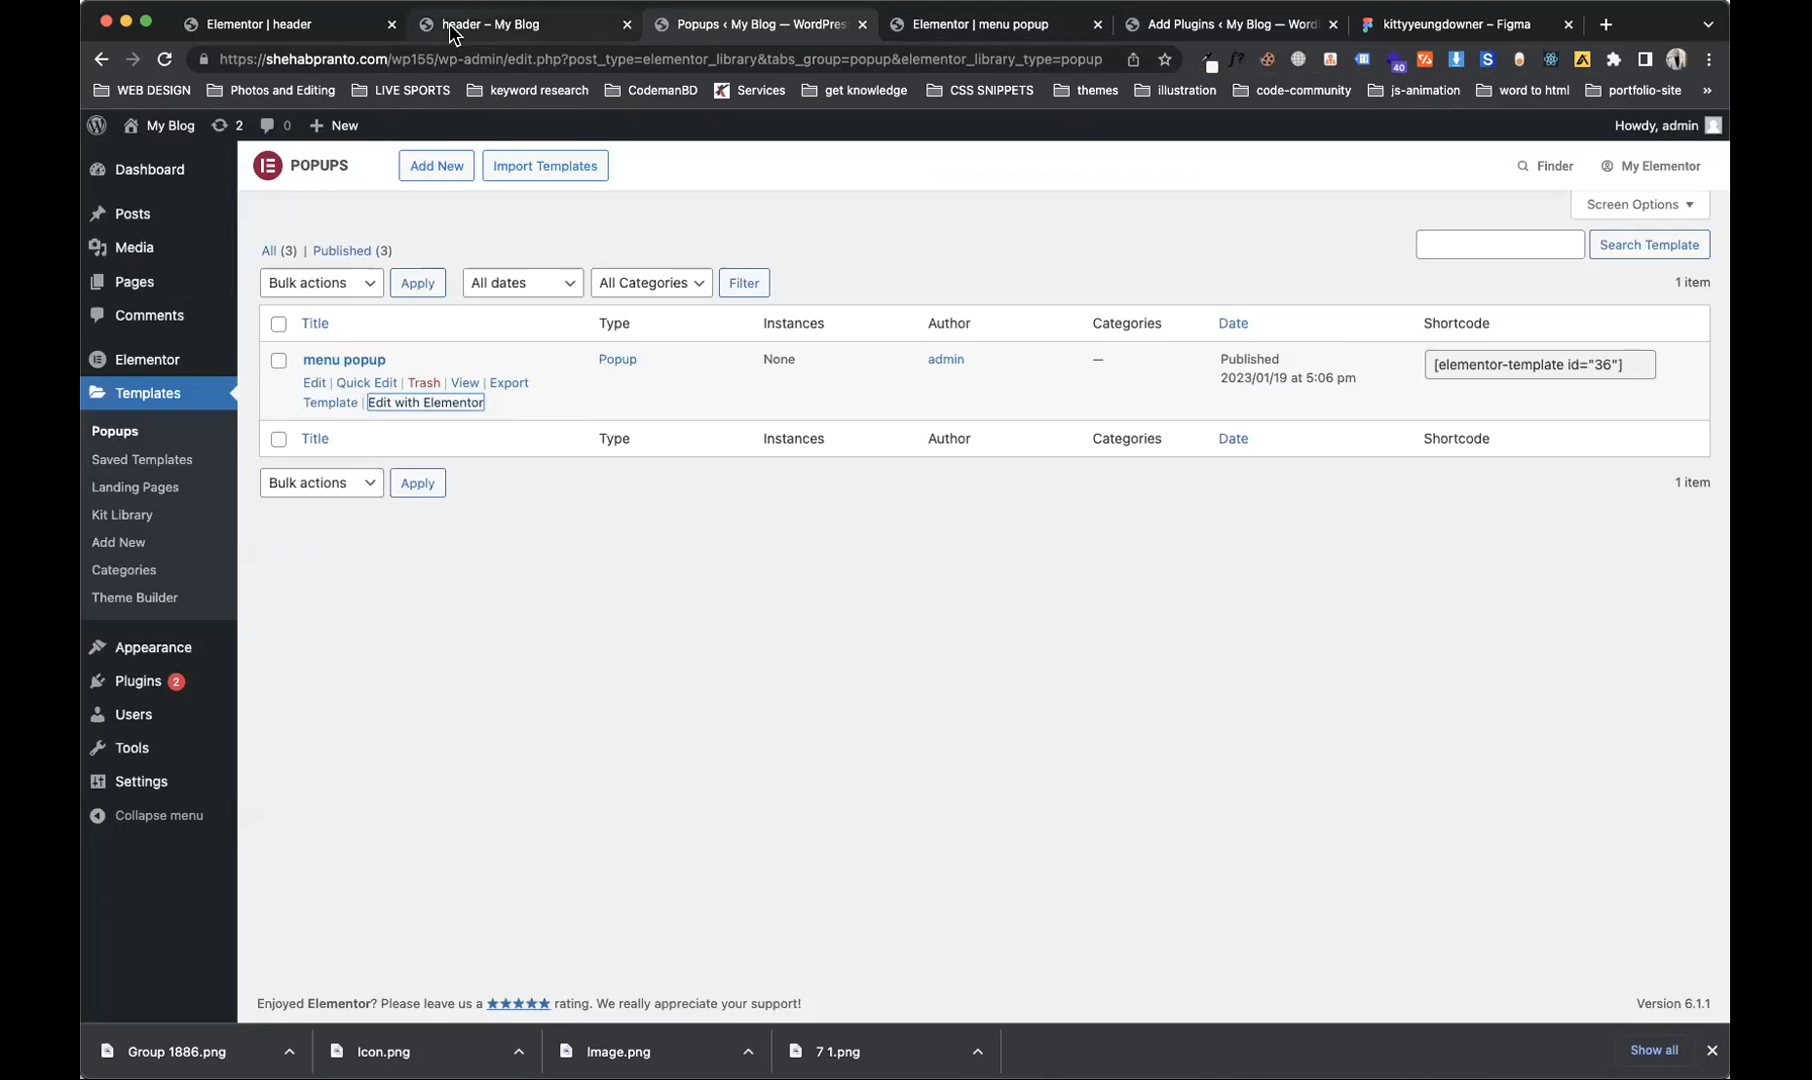 Elementor | header
header – My Blog
Popups ‹ My Blog — WordPres
Elementor | menu popup
Add Plugins ‹ My Blog — Word
kittyyeungdowner – Figma
https://shehabpranto.com/wp155/wp-admin/edit.php?post_type=elementor_library&tabs_group=popup&elementor_library_type=popup
40
WEB DESIGN
Photos and Editing
LIVE SPORTS
keyword research
CodemanBD
Services
get knowledge
CSS SNIPPETS
themes
illustration
code-community
js-animation
word to html
portfolio-site
»
My Blog
2
0
New
Howdy, admin
Dashboard
Posts
Media
Pages
Comments
Elementor
Templates
Popups
Saved Templates
Landing Pages
Kit Library
Add New
Categories
Theme Builder
Appearance
Plugins 2
Users
Tools
Settings
Collapse menu
POPUPS
Add New
Import Templates
Finder
My Elementor
Screen Options
All (3) | Published (3)
Search Template
Bulk actions
Apply
All dates
All Categories
Filter
1 item
Title Type Instances Author Categories Date Shortcode
menu popup Popup None admin — Published [elementor-template id="36"]
2023/01/19 at 5:06 pm
Edit | Quick Edit | Trash | View | Export
Template | Edit with Elementor
Title Type Instances Author Categories Date Shortcode
Bulk actions
Apply
1 item
Enjoyed Elementor? Please leave us a ★★★★★ rating. We really appreciate your support!
Version 6.1.1
Group 1886.png
Icon.png
Image.png
7 1.png
Show all